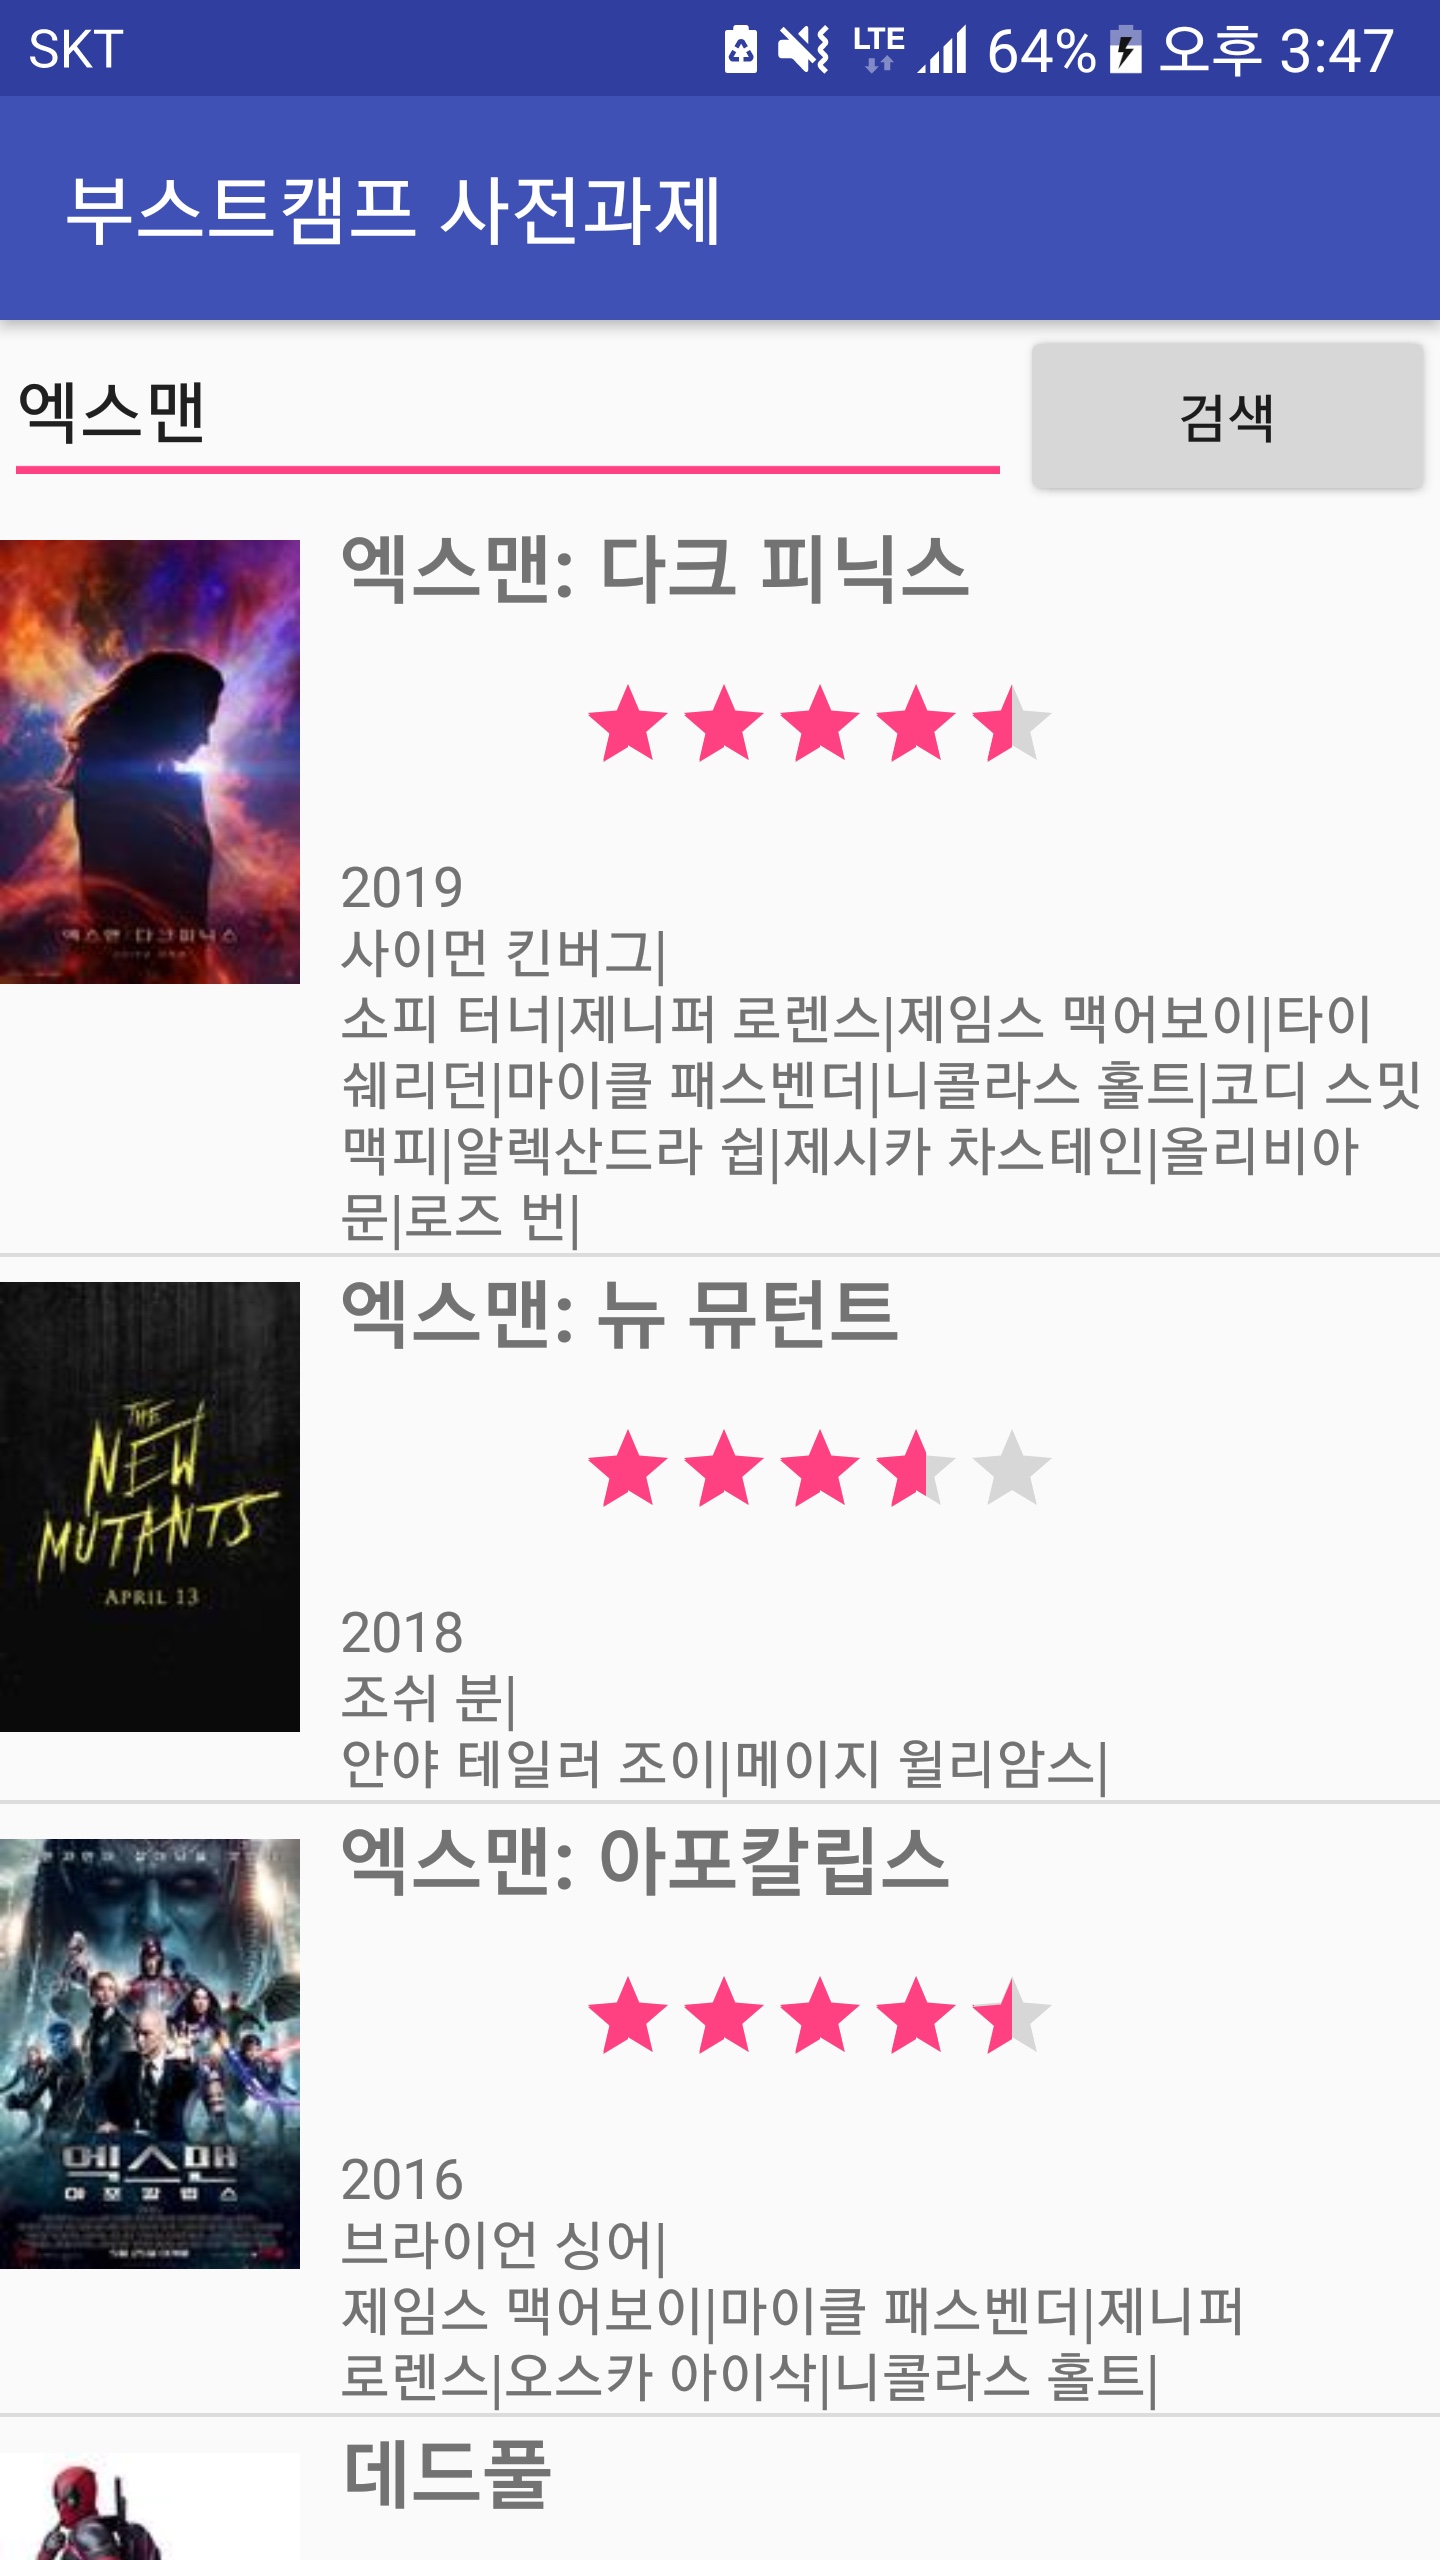 SKT LTE 64% 오후 3:47
부스트캠프 사전과제
엑스맨
검색
엑스맨: 다크 피닉스
2019
사이먼 킨버그|
소피 터너|제니퍼 로렌스|제임스 맥어보이|타이
쉐리던|마이클 패스벤더|니콜라스 홀트|코디 스밋
맥피|알렉산드라 쉽|제시카 차스테인|올리비아
문|로즈 번|
엑스맨 다크피닉스
엑스맨: 뉴 뮤턴트
THE
NEW
MUTANTS
APRIL 13
2018
조쉬 분|
안야 테일러 조이|메이지 윌리암스|
엑스맨: 아포칼립스
엑스맨
아포칼립스
2016
브라이언 싱어|
제임스 맥어보이|마이클 패스벤더|제니퍼
로렌스|오스카 아이삭|니콜라스 홀트|
데드풀